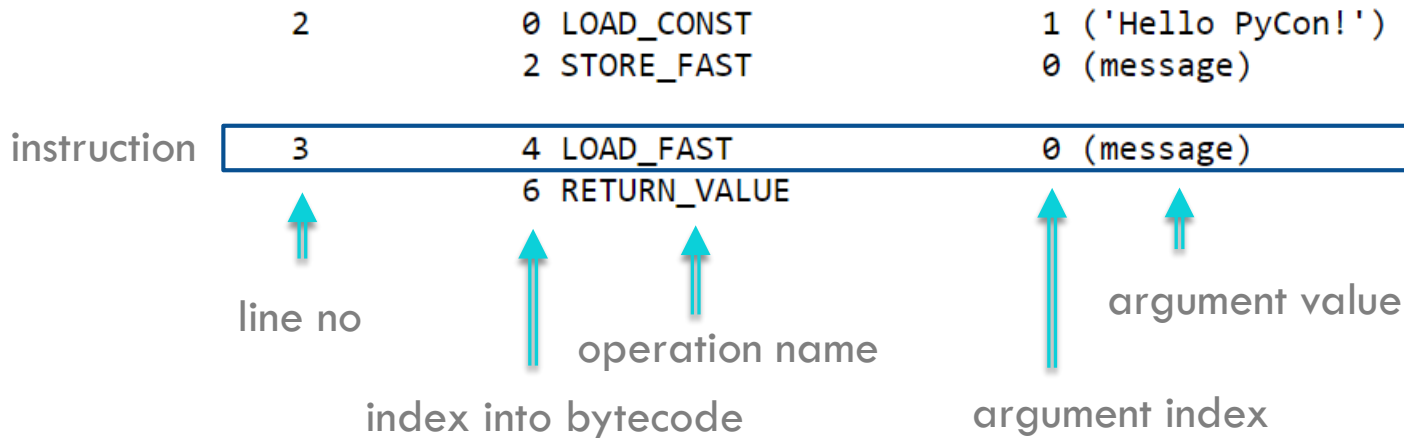 2 0 LOAD_CONST 1 ('Hello PyCon!')
2 STORE_FAST 0 (message)
instruction 3 4 LOAD_FAST 0 (message)
6 RETURN_VALUE
line no
argument value
operation name
index into bytecode
argument index